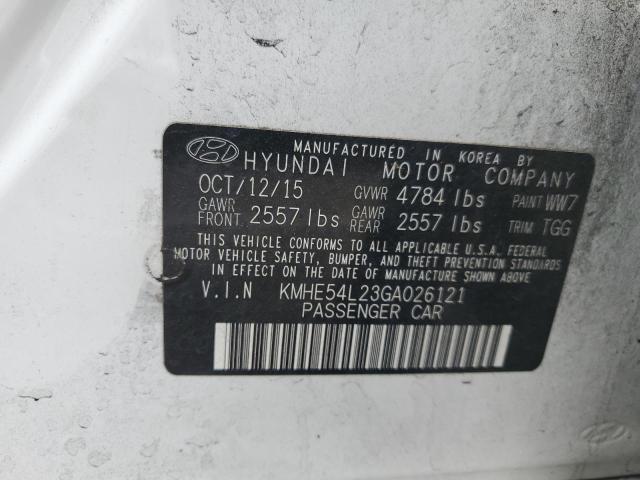 MANUFACTURED IN KOREA BY
HYUNDAI MOTOR COMPANY
OCT/12/15 GVWR 4784 lbs PAINT WW7
GAWR FRONT 2557 lbs GAWR REAR 2557 lbs TRIM TGG
THIS VEHICLE CONFORMS TO ALL APPLICABLE U.S.A. FEDERAL
MOTOR VEHICLE SAFETY, BUMPER, AND THEFT PREVENTION
STANDARDS IN EFFECT ON THE DATE OF MANUFACTURE SHOWN ABOVE.
V.I.N KMHE54L23GA026121
PASSENGER CAR